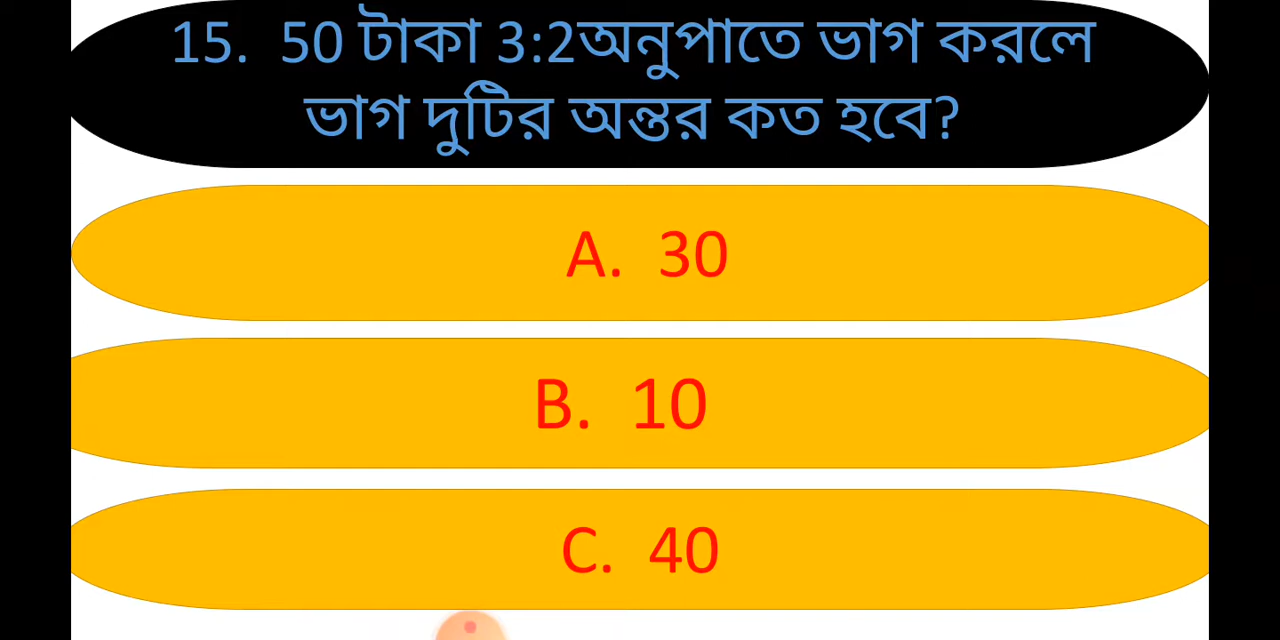 15. 50 টাকা 3:2অনুপাতে ভাগ করলে
ভাগ দুটির অন্তর কত হবে?
A. 30
B. 10
C. 40